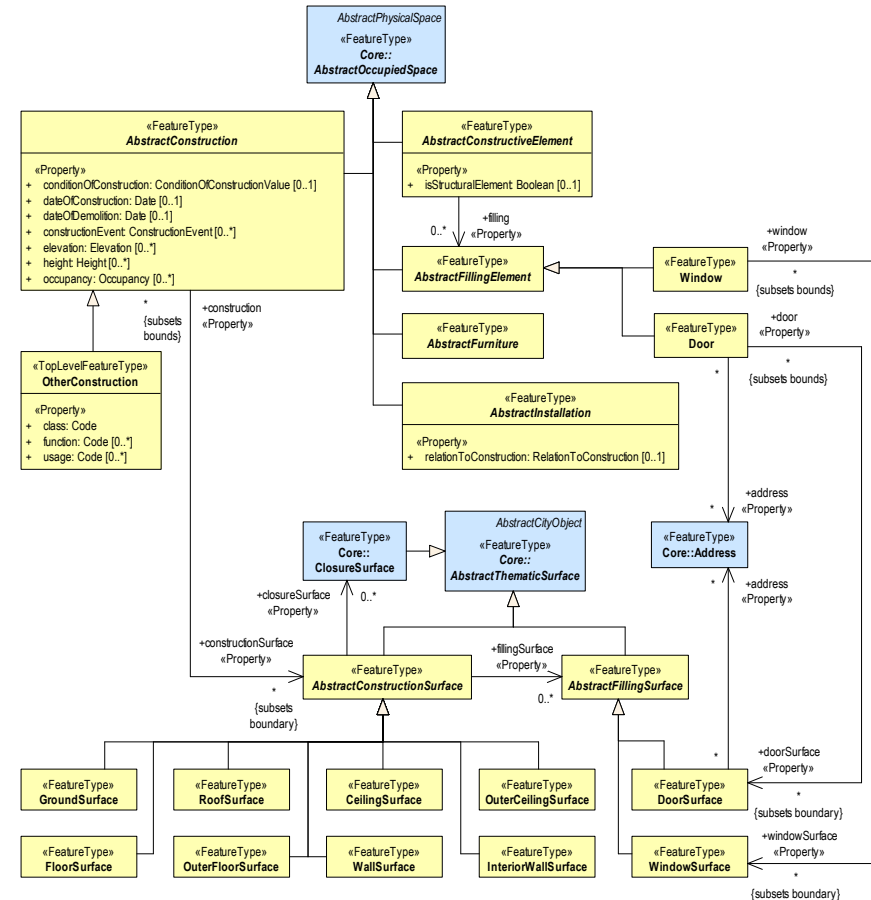 AbstractPhysicalSpace
«FeatureType»
Core::
AbstractOccupiedSpace
«FeatureType»
AbstractConstruction
«Property»
+ conditionOfConstruction: ConditionOfConstructionValue [0..1]
+ dateOfConstruction: Date [0..1]
+ dateOfDemolition: Date [0..1]
+ constructionEvent: ConstructionEvent [0..*]
+ elevation: Elevation [0..*]
+ height: Height [0..*]
+ occupancy: Occupancy [0..*]
«FeatureType»
AbstractConstructiveElement
«Property»
+ isStructuralElement: Boolean [0..1]
+filling
«Property»
0..*
«FeatureType»
AbstractFillingElement
«FeatureType»
Window
+window
«Property»
*
{subsets bounds}
«FeatureType»
Door
+door
«Property»
*
{subsets bounds}
«FeatureType»
AbstractFurniture
*
{subsets
bounds}
+construction
«Property»
«TopLevelFeatureType»
OtherConstruction
«Property»
+ class: Code
+ function: Code [0..*]
+ usage: Code [0..*]
«FeatureType»
AbstractInstallation
«Property»
+ relationToConstruction: RelationToConstruction [0..1]
*
+address
«Property»
*
«FeatureType»
Core::Address
*
+address
«Property»
*
«FeatureType»
Core::
ClosureSurface
AbstractCityObject
«FeatureType»
Core::
AbstractThematicSurface
+closureSurface
«Property»
0..*
+constructionSurface
«Property»
*
{subsets
boundary}
«FeatureType»
AbstractConstructionSurface
+fillingSurface
«Property»
0..*
«FeatureType»
AbstractFillingSurface
«FeatureType»
GroundSurface
«FeatureType»
RoofSurface
«FeatureType»
CeilingSurface
«FeatureType»
OuterCeilingSurface
«FeatureType»
DoorSurface
+doorSurface
«Property»
*
{subsets boundary}
«FeatureType»
FloorSurface
«FeatureType»
OuterFloorSurface
«FeatureType»
WallSurface
«FeatureType»
InteriorWallSurface
«FeatureType»
WindowSurface
+windowSurface
«Property»
*
{subsets boundary}